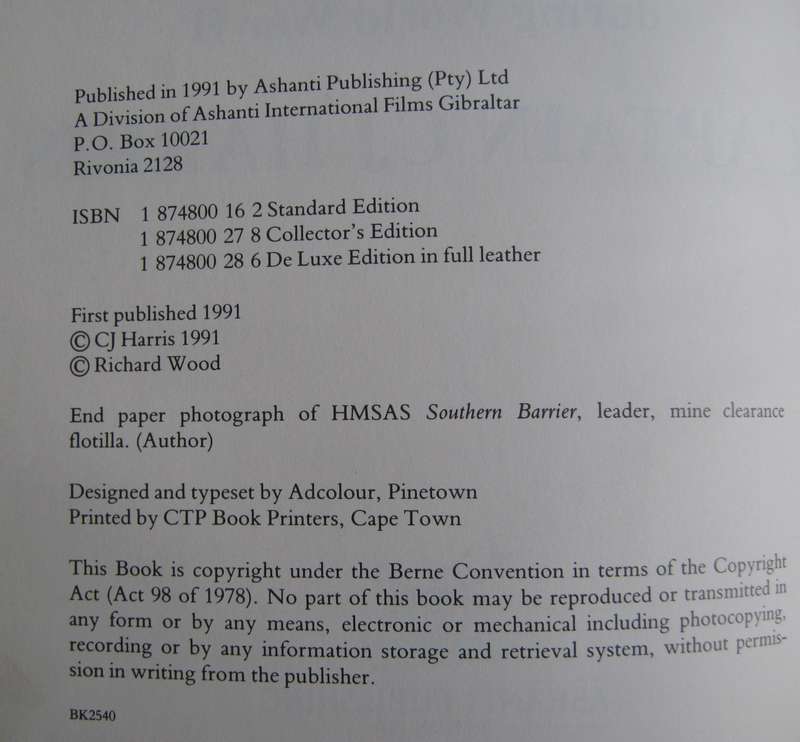 Published in 1991 by Ashanti Publishing (Pty) Ltd
A Division of Ashanti International Films Gibraltar
P.O. Box 10021
Rivonia 2128
ISBN 1 874800 16 2 Standard Edition
1 874800 27 8 Collector's Edition
1 874800 28 6 De Luxe Edition in full leather
First published 1991
© CJ Harris 1991
© Richard Wood
End paper photograph of HMSAS Southern Barrier, leader, mine clearance
flotilla. (Author)
Designed and typeset by Adcolour, Pinetown
Printed by CTP Book Printers, Cape Town
This Book is copyright under the Berne Convention in terms of the Copyright
Act (Act 98 of 1978). No part of this book may be reproduced or transmitted in
any form or by any means, electronic or mechanical including photocopying,
recording or by any information storage and retrieval system, without permis-
sion in writing from the publisher.
BK2540